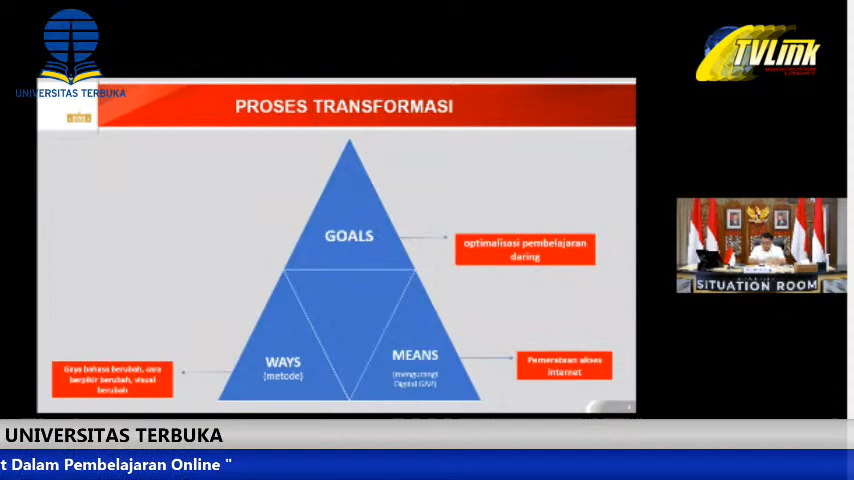 UNIVERSITAS TERBUKA
TVLink
PROSES TRANSFORMASI
GOALS
optimalisasi pembelajaran
daring
WAYS
(metode)
MEANS
(mengurangi
Digital GAP)
Gaya bahasa berubah, cara
berpikir berubah, visual
berubah
Pemerataan akses
internet
SITUATION ROOM
UNIVERSITAS TERBUKA
t Dalam Pembelajaran Online "